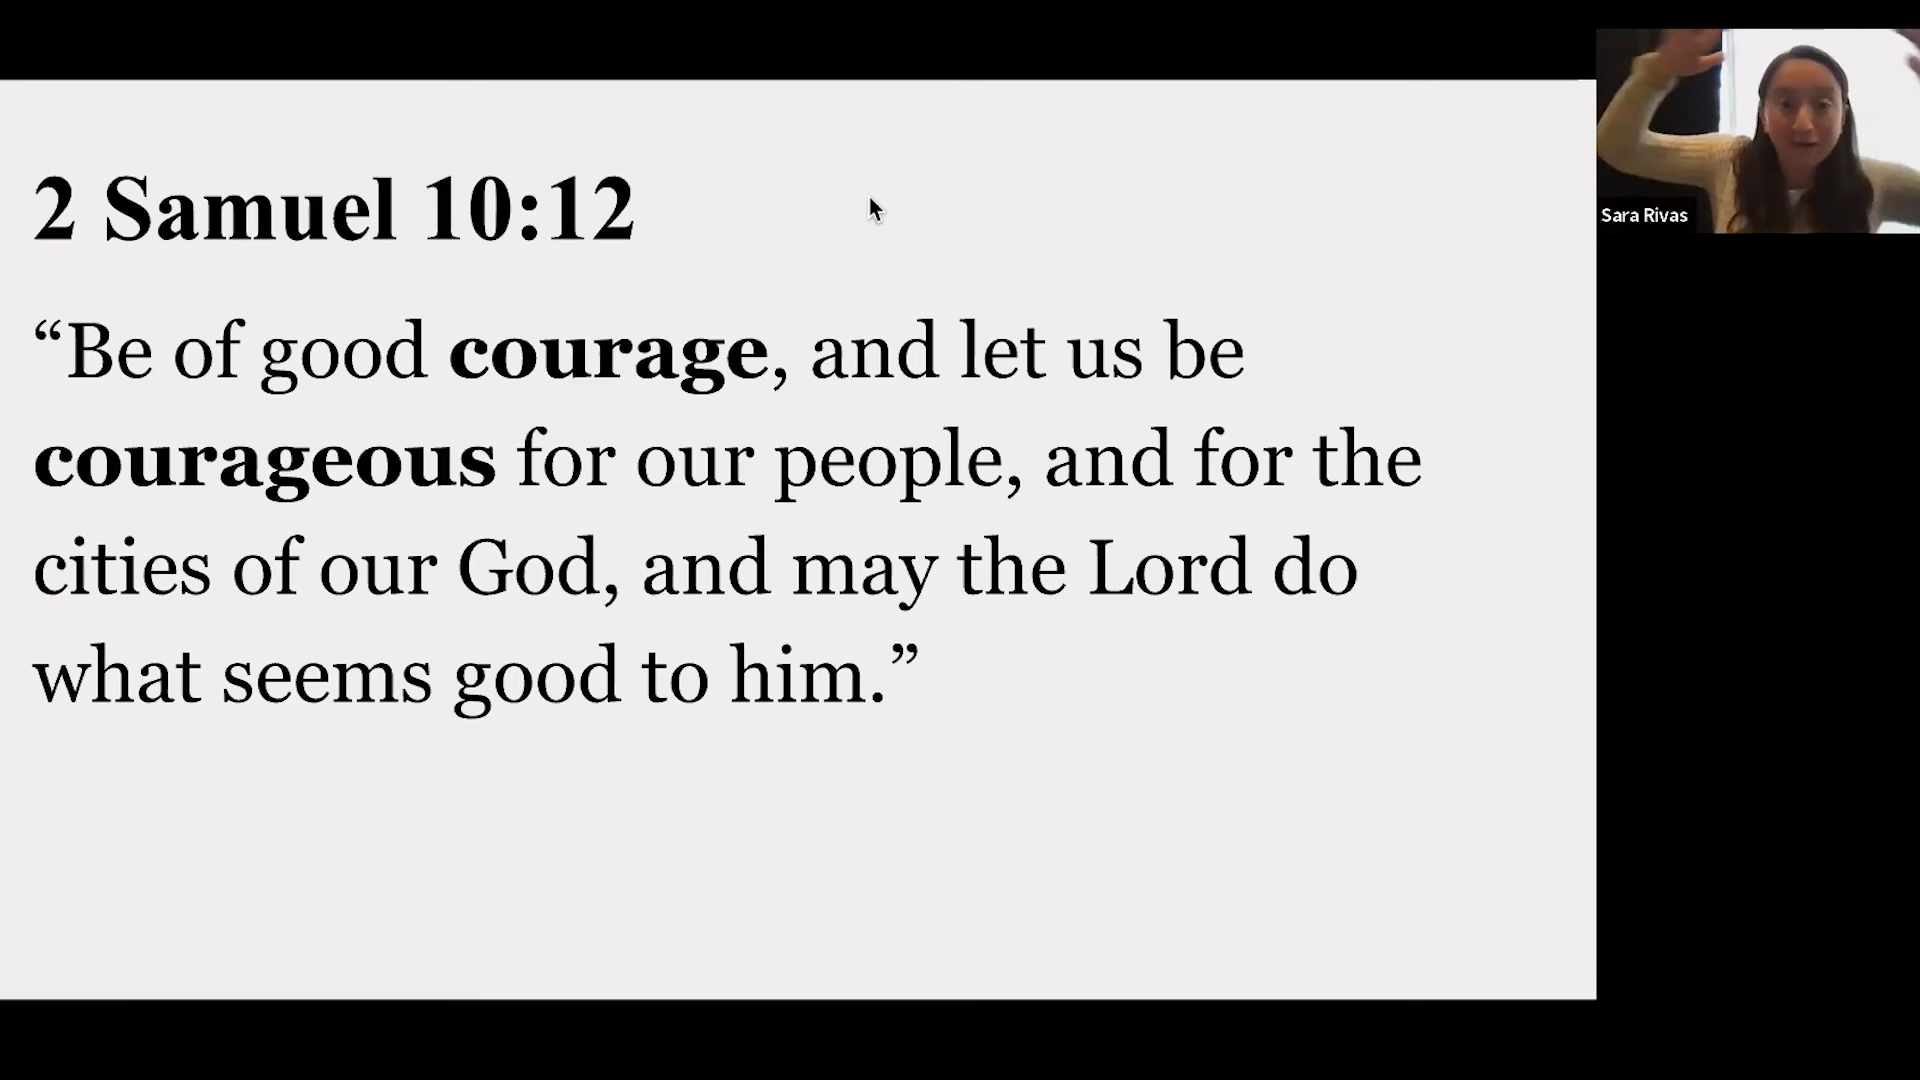 2 Samuel 10:12
“Be of good courage, and let us be
courageous for our people, and for the
cities of our God, and may the Lord do
what seems good to him.”
Sara Rivas